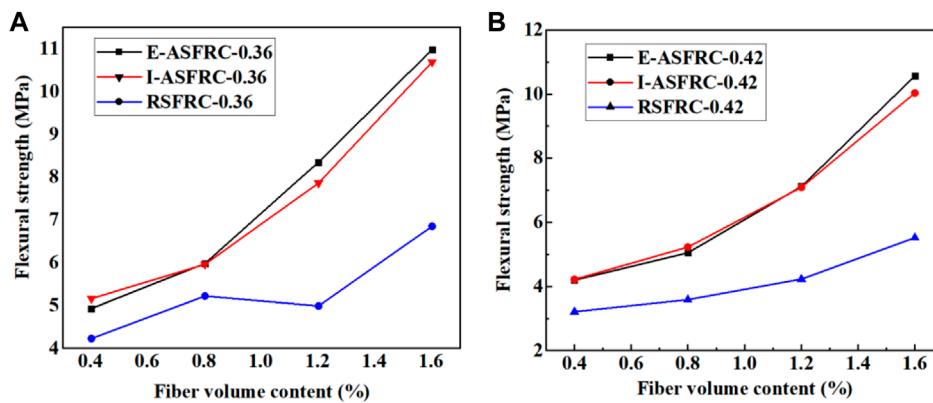 A
E-ASFRC-0.36
I-ASFRC-0.36
RSFRC-0.36
Flexural strength (MPa)
11
10
9
8
7
6
5
4
0.4 0.6 0.8 1.0 1.2 1.4 1.6
Fiber volume content (%)
B
E-ASFRC-0.42
I-ASFRC-0.42
RSFRC-0.42
Flexural strength (MPa)
12
10
8
6
4
2
0.4 0.6 0.8 1.0 1.2 1.4 1.6
Fiber volume content (%)